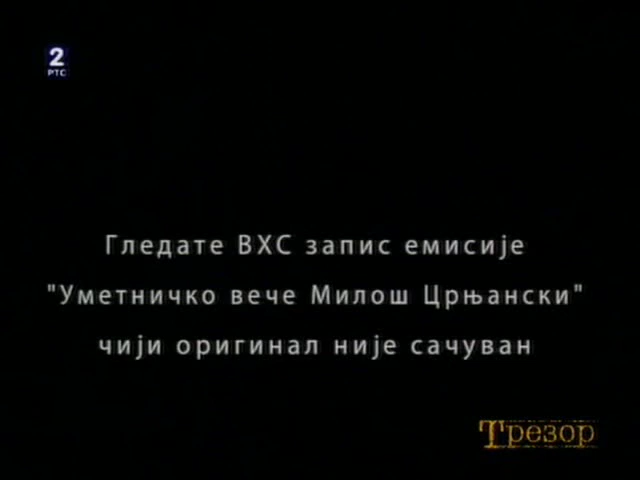 2
РТС
Гледате ВХС запис емисије
"Уметничко вече Милош Црњански"
чији оригинал није сачуван
Трезор